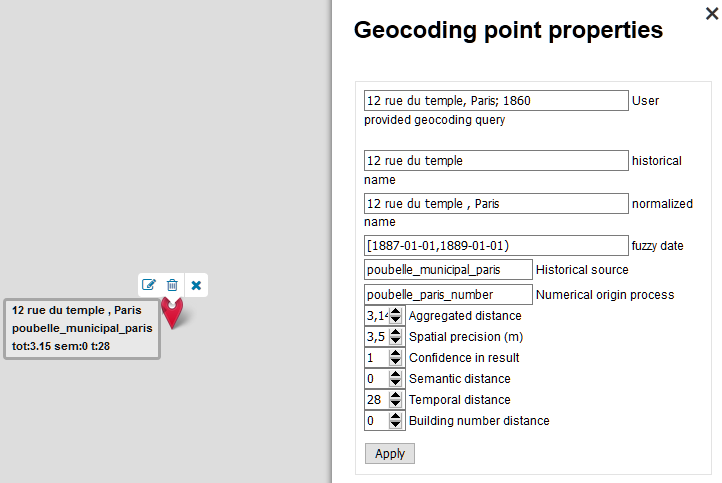 Geocoding point properties
12 rue du temple, Paris; 1860 User
provided geocoding query
12 rue du temple historical
name
12 rue du temple , Paris normalized
name
[1887-01-01,1889-01-01) fuzzy date
poubelle_municipal_paris Historical source
poubelle_paris_number Numerical origin process
3,14 Aggregated distance
3,5 Spatial precision (m)
1 Confidence in result
0 Semantic distance
28 Temporal distance
0 Building number distance
Apply
12 rue du temple , Paris
poubelle_municipal_paris
tot:3.15 sem:0 t:28